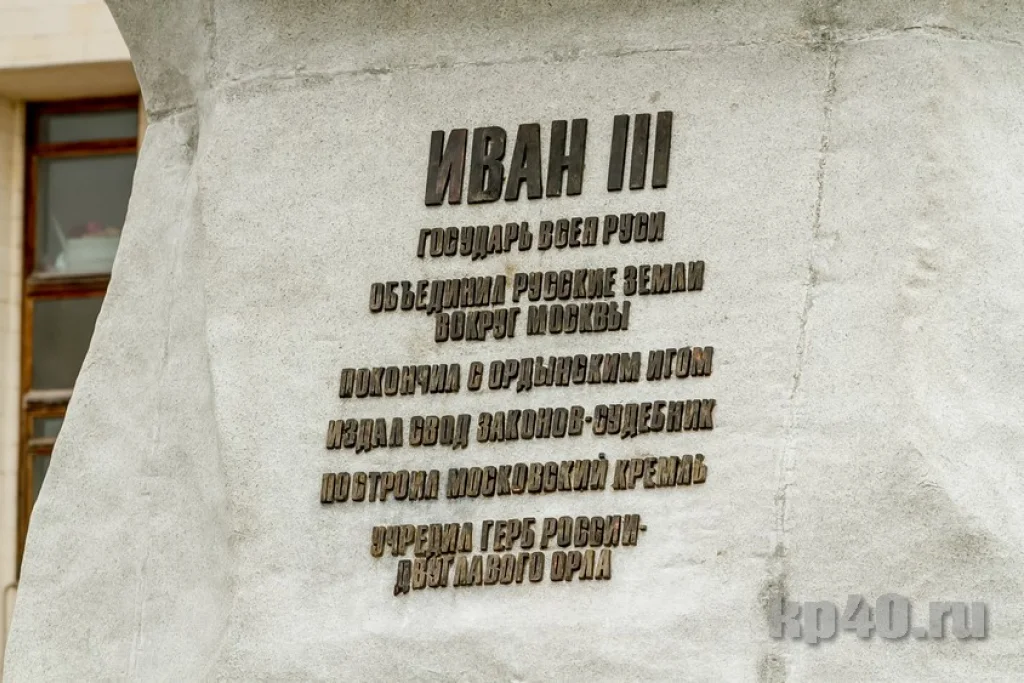 ИВАН III
ГОСУДАРЬ ВСЕЯ РУСИ
ОБЪЕДИНИЛ РУССКИЕ ЗЕМЛИ
ВОКРУГ МОСКВЫ
ПОКОНЧИЛ С ОРДЫНСКИМ ИГОМ
ИЗДАЛ СВОД ЗАКОНОВ-СУДЕБНИК
ПОСТРОИЛ МОСКОВСКИЙ КРЕМЛЬ
УЧРЕДИЛ ГЕРБ РОССИИ-
ДВУГЛАВОГО ОРЛА
kp40.ru